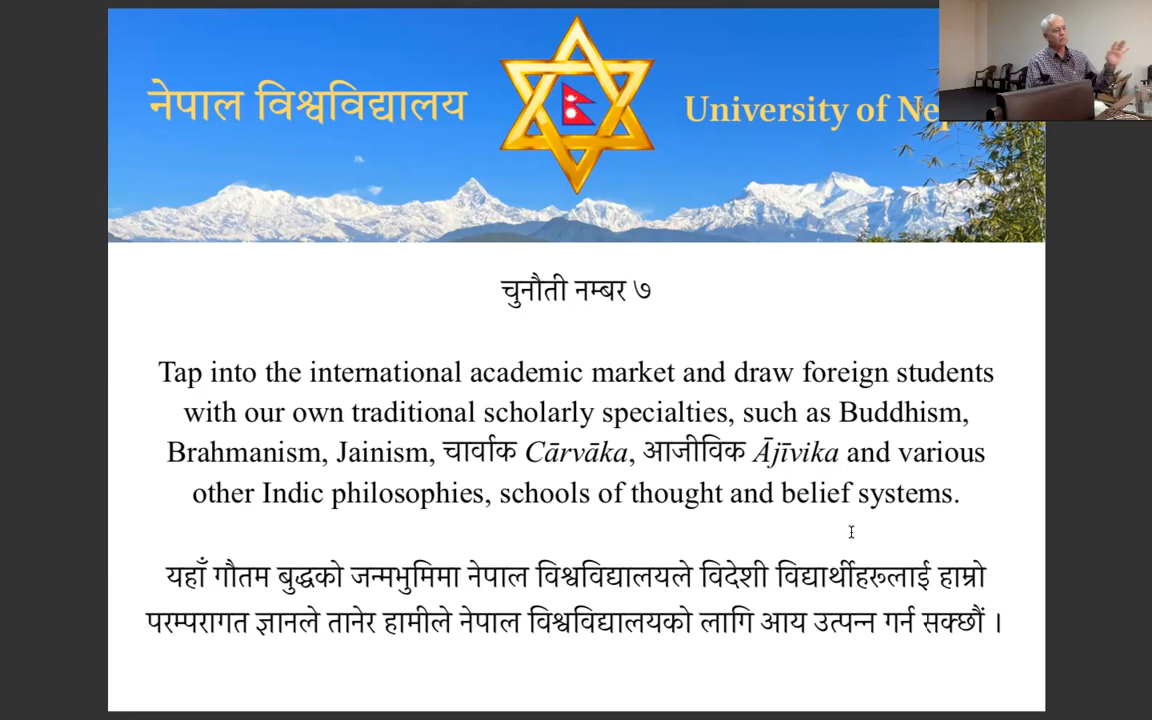 नेपाल विश्वविद्यालय
University of
चुनौती नम्बर ७
Tap into the international academic market and draw foreign students
with our own traditional scholarly specialties, such as Buddhism,
Brahmanism, Jainism, चार्वाक Cārvāka, आजीविक Ājīvika and various
other Indic philosophies, schools of thought and belief systems.
यहाँ गौतम बुद्धको जन्मभुमिमा नेपाल विश्वविद्यालयले विदेशी विद्यार्थीहरूलाई हाम्रो
परम्परागत ज्ञानले तानेर हामीले नेपाल विश्वविद्यालयको लागि आय उत्पन्न गर्न सक्छौं ।